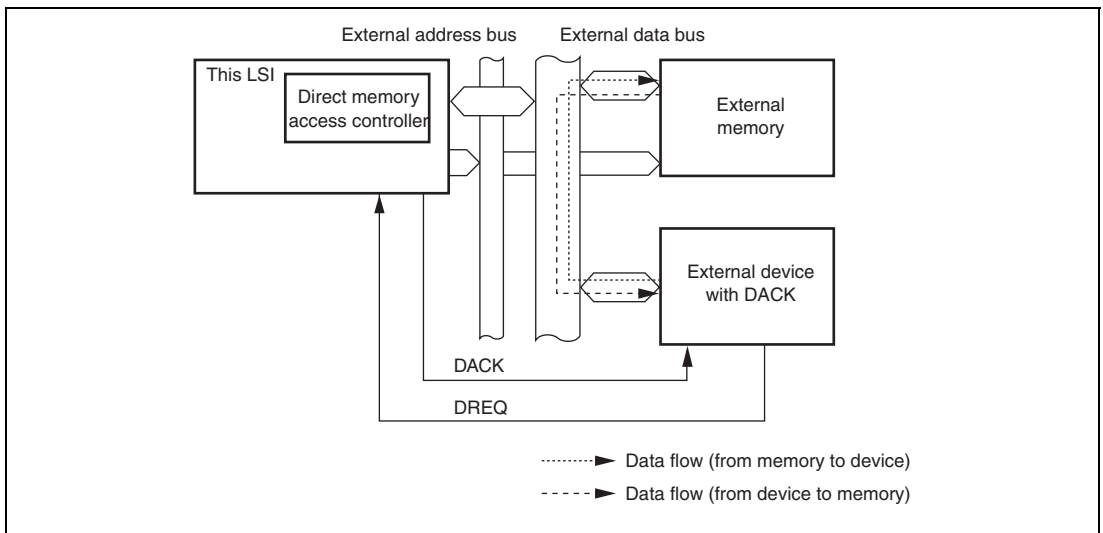 External address bus
External data bus
This LSI
Direct memory
access controller
External
memory
External device
with DACK
DACK
DREQ
Data flow (from memory to device)
Data flow (from device to memory)